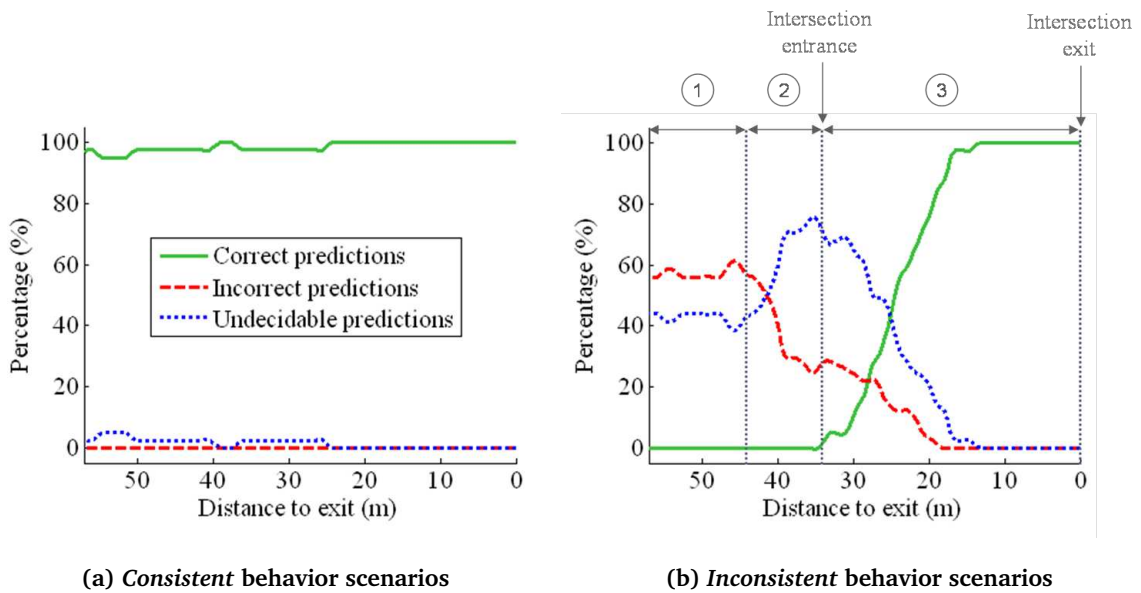 Intersection
entrance
Intersection
exit
1
2
3
100
80
60
40
20
0
Percentage (%)
Correct predictions
Incorrect predictions
Undecidable predictions
50
40
30
20
10
0
Distance to exit (m)
100
80
60
40
20
0
Percentage (%)
50
40
30
20
10
0
Distance to exit (m)
(a) Consistent behavior scenarios
(b) Inconsistent behavior scenarios